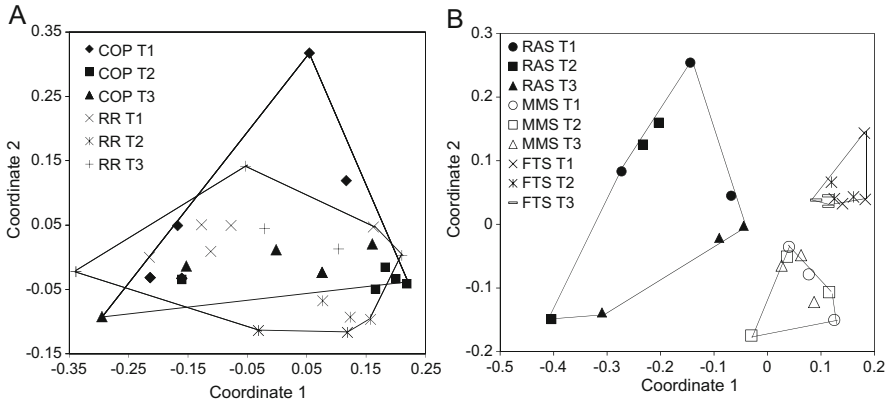 A
0.35
0.25
0.15
0.05
-0.05
-0.15
-0.35
-0.25
-0.15
-0.05
0.05
0.15
0.25
Coordinate 2
Coordinate 1
COP T1
COP T2
COP T3
RR T1
RR T2
RR T3
B
0.3
0.2
0.1
0
-0.1
-0.2
-0.5
-0.4
-0.3
-0.2
-0.1
0
0.1
0.2
Coordinate 2
Coordinate 1
RAS T1
RAS T2
RAS T3
MMS T1
MMS T2
MMS T3
FTS T1
FTS T2
FTS T3